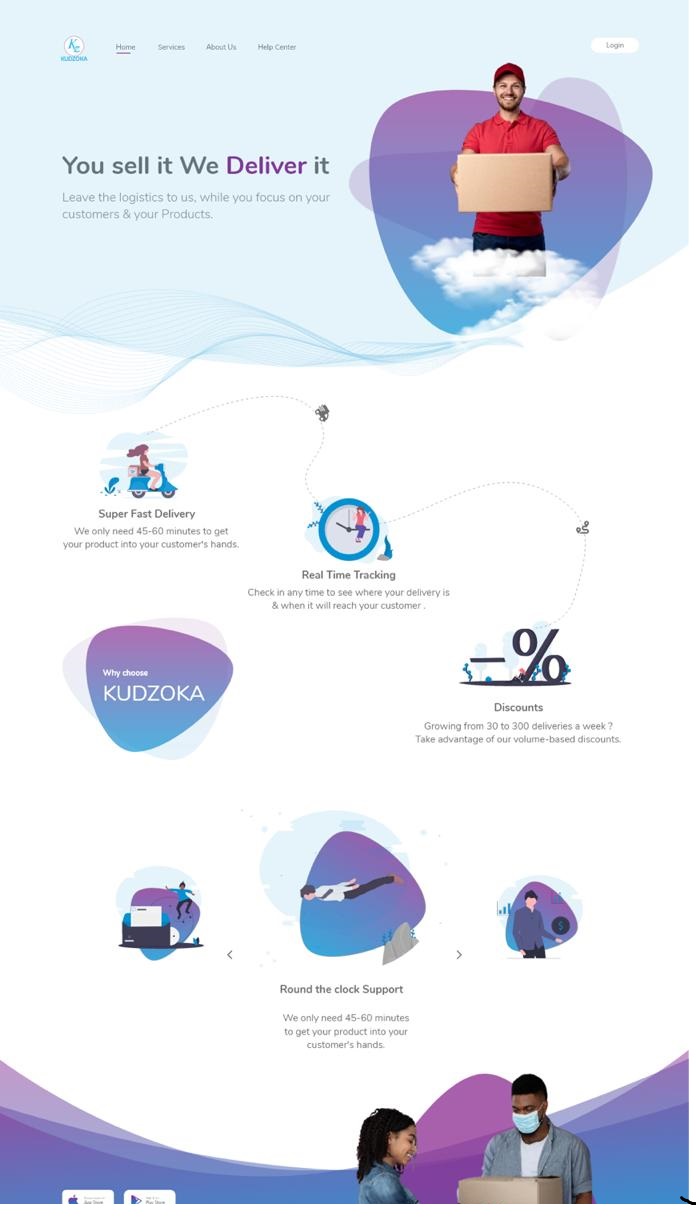 KUDZOKA
Home Services About Us Help Center
Login
You sell it We Deliver it
Leave the logistics to us, while you focus on your
customers & your Products.
Super Fast Delivery
We only need 45-60 minutes to get
your product into your customer's hands.
Real Time Tracking
Check in any time to see where your delivery is
& when it will reach your customer .
Why choose
KUDZOKA
Discounts
Growing from 30 to 300 deliveries a week ?
Take advantage of our volume-based discounts.
Round the clock Support
We only need 45-60 minutes
to get your product into your
customer's hands.
App Store
Play Store